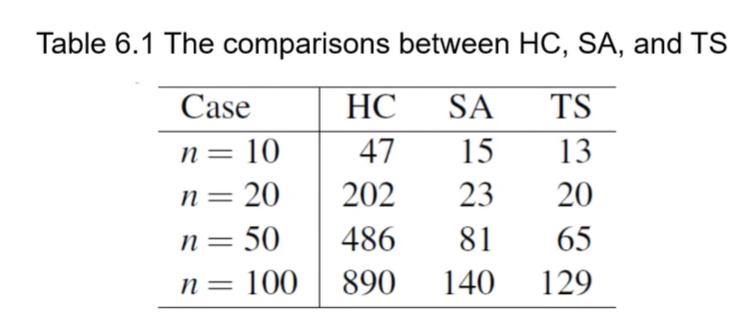 Table 6.1 The comparisons between HC, SA, and TS
Case HC SA TS
n = 10 47 15 13
n = 20 202 23 20
n = 50 486 81 65
n = 100 890 140 129